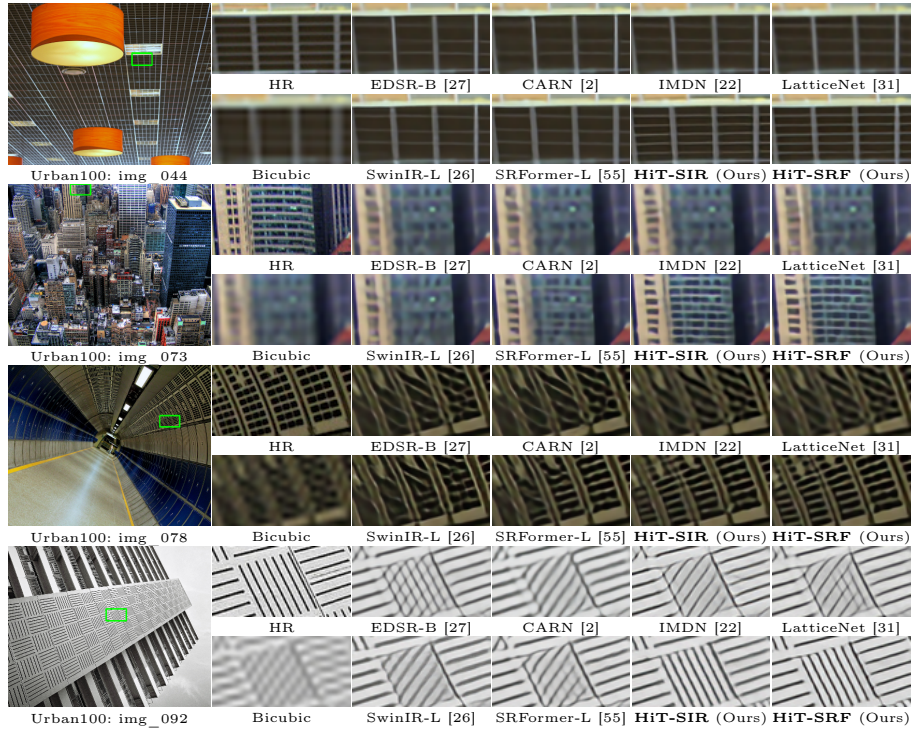 HR EDSR-B [27] CARN [2] IMDN [22] LatticeNet [31]
Urban100: img_044 Bicubic SwinIR-L [26] SRFormer-L [55] HiT-SIR (Ours) HiT-SRF (Ours)
HR EDSR-B [27] CARN [2] IMDN [22] LatticeNet [31]
Urban100: img_073 Bicubic SwinIR-L [26] SRFormer-L [55] HiT-SIR (Ours) HiT-SRF (Ours)
HR EDSR-B [27] CARN [2] IMDN [22] LatticeNet [31]
Urban100: img_078 Bicubic SwinIR-L [26] SRFormer-L [55] HiT-SIR (Ours) HiT-SRF (Ours)
HR EDSR-B [27] CARN [2] IMDN [22] LatticeNet [31]
Urban100: img_092 Bicubic SwinIR-L [26] SRFormer-L [55] HiT-SIR (Ours) HiT-SRF (Ours)